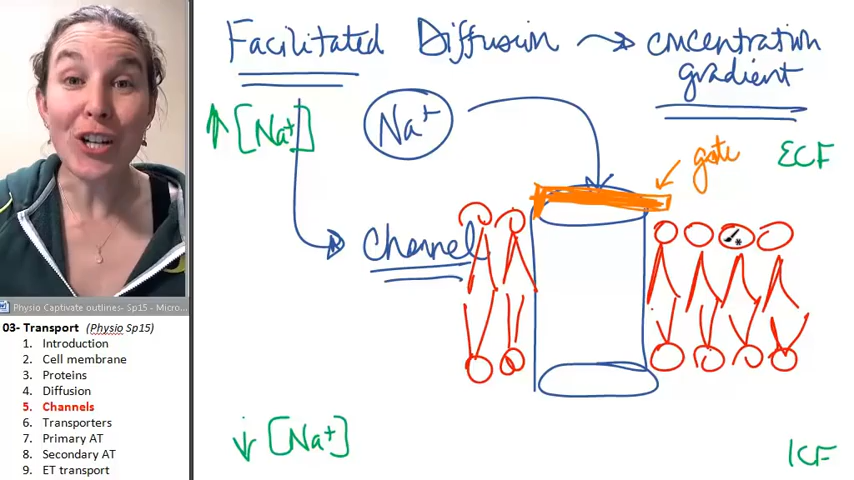 Facilitated Diffusion
concentration gradient
↑ [Na+]
Na+
gate
ECF
Channel
Physio Captivate outlines- Sp15 - Micro...
03- Transport (Physio Sp15)
1. Introduction
2. Cell membrane
3. Proteins
4. Diffusion
5. Channels
6. Transporters
7. Primary AT
8. Secondary AT
9. ET transport
↓ [Na+]
ICF